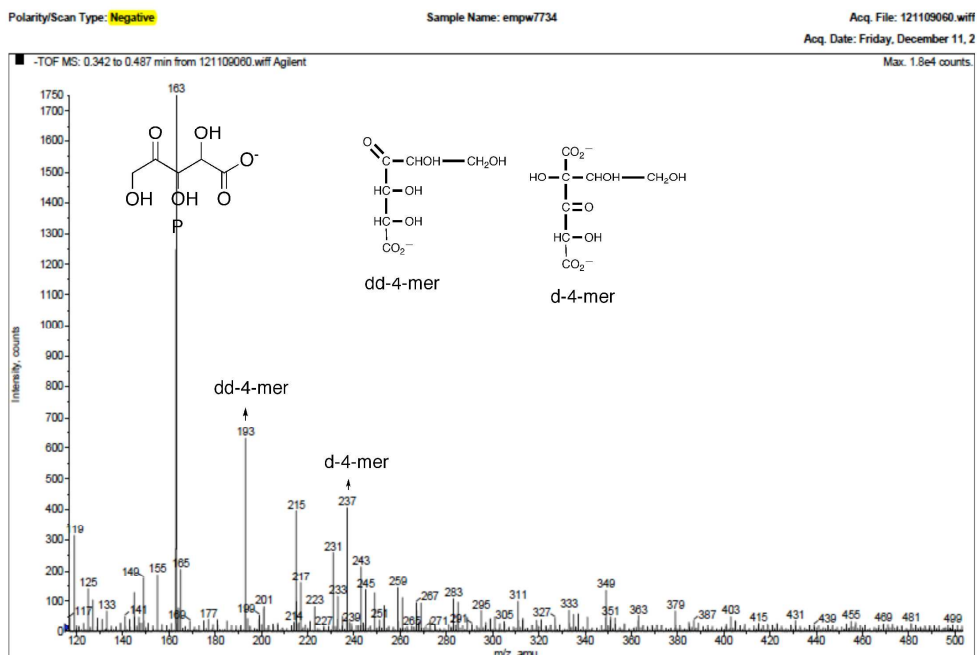 Polarity/Scan Type: Negative Sample Name: empw7734 Acq. File: 121109060.wiff
Acq. Date: Friday, December 11, 2
-TOF MS: 0.342 to 0.487 min from 121109060.wiff Agilent Max. 1.8e4 counts.
Intensity, counts
1750
1700
1600
1500
1400
1300
1200
1100
1000
900
800
700
600
500
400
300
200
100
0
163
O OH
O-
OH OH O
P
O
CHOH CH2OH
HC OH
HC OH
CO2−
dd-4-mer
CO2−
HO C CHOH CH2OH
C=O
HC OH
CO2−
d-4-mer
dd-4-mer
193
d-4-mer
237
215
119
231
243
149
155
165
217
125
245
259
233
349
117
133
141
169
177
199
201
214
223
227
239
251
265
267
271
283
291
295
305
311
327
333
351
363
379
387
403
415
431
439
455
469
481
499
120 140 160 180 200 220 240 260 280 300 320 340 360 380 400 420 440 460 480 500
m/z, amu